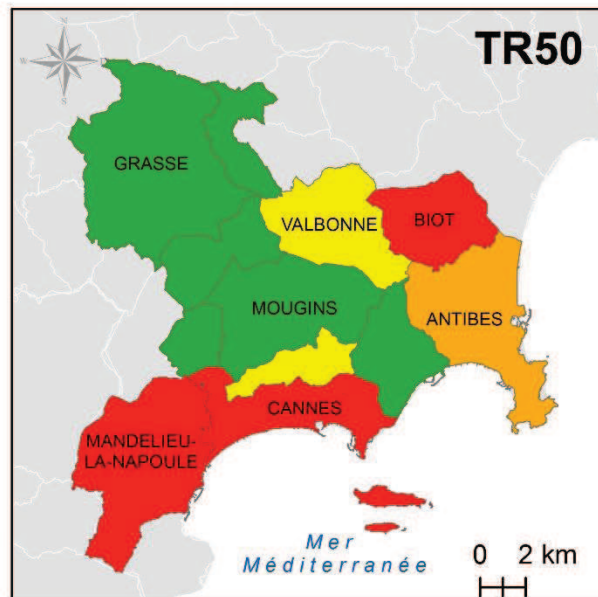 TR50
GRASSE
VALBONNE
BIOT
MOUGINS
ANTIBES
CANNES
MANDELIEU-
LA-NAPOULE
Mer
Méditerranée
0 2 km